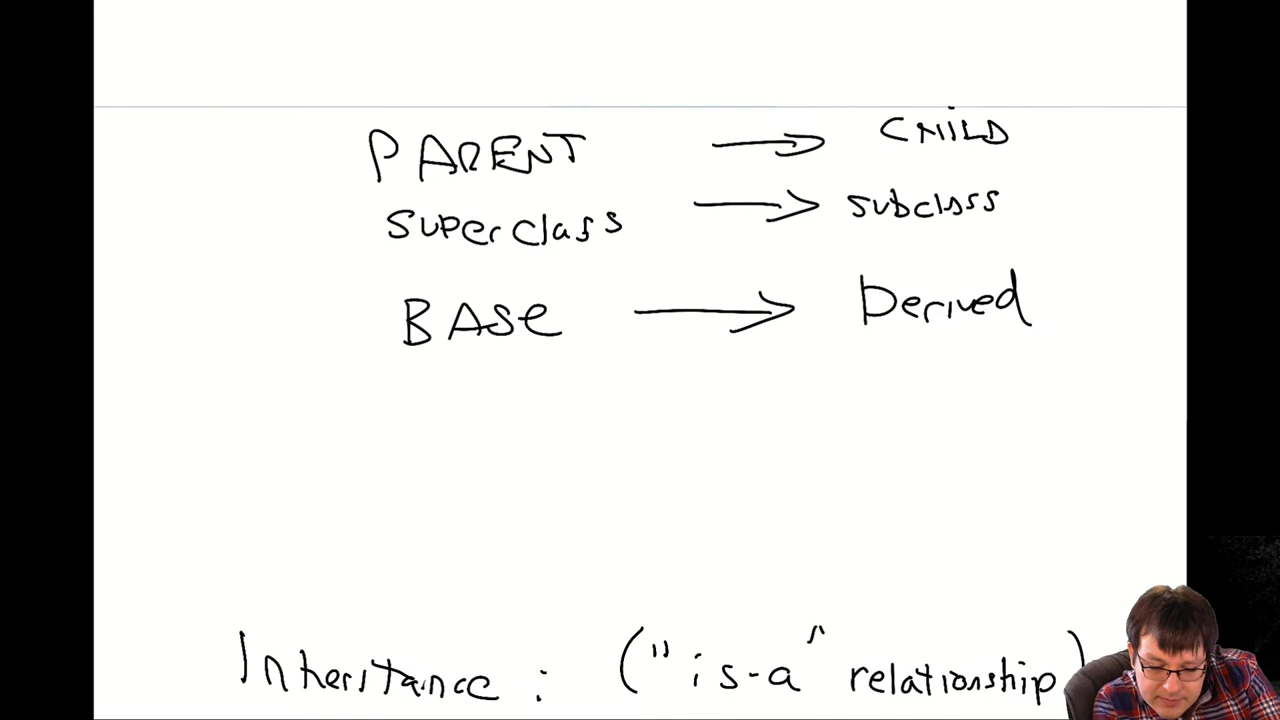 PARENT → CHILD
superclass → subclass
BASe → Derived
Inheritance : ("is-a" relationship)